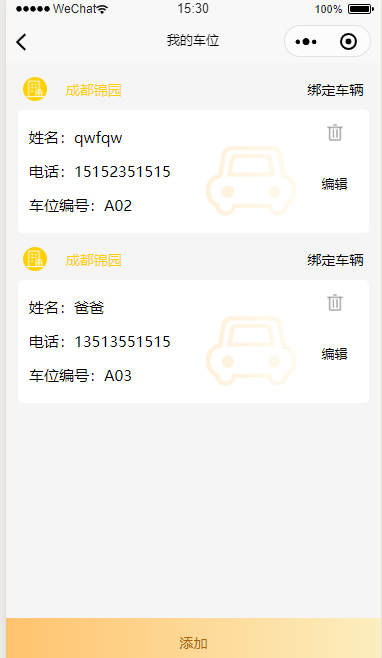 WeChat 15:30 100%
我的车位
成都锦园 绑定车辆
姓名：qwfqw
电话：15152351515
编辑
车位编号：A02
成都锦园 绑定车辆
姓名：爸爸
电话：13513551515
编辑
车位编号：A03
添加